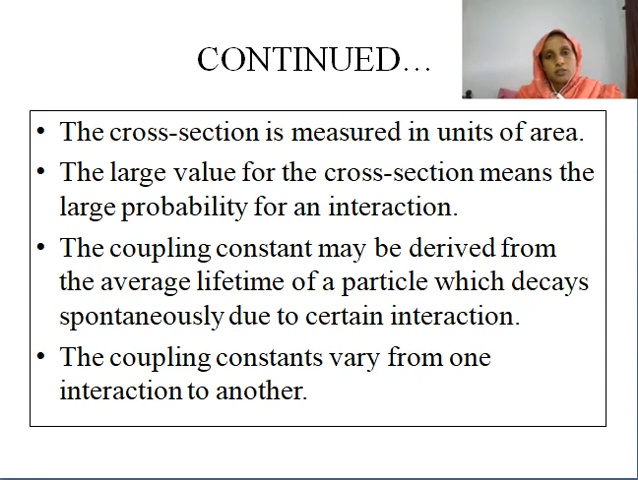 CONTINUED…
• The cross-section is measured in units of area.
• The large value for the cross-section means the
large probability for an interaction.
• The coupling constant may be derived from
the average lifetime of a particle which decays
spontaneously due to certain interaction.
• The coupling constants vary from one
interaction to another.